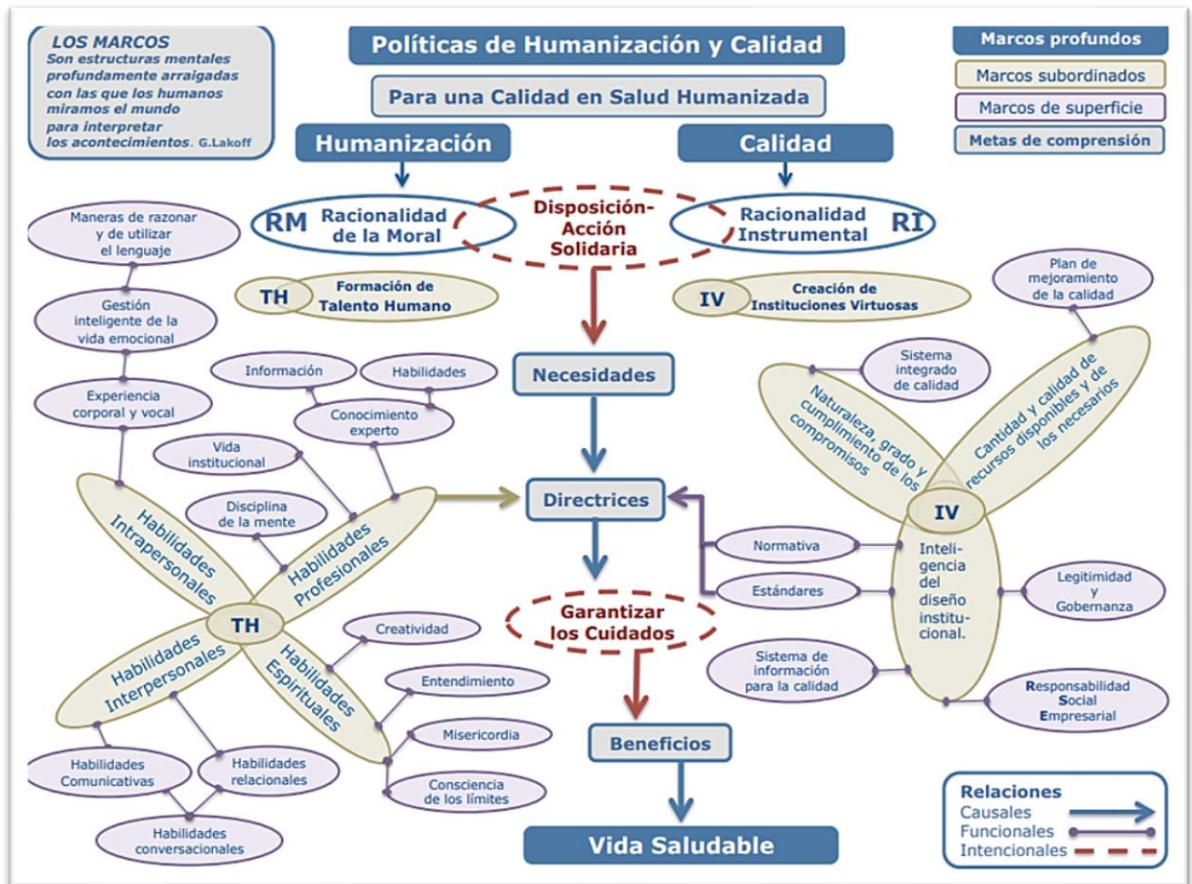 LOS MARCOS
Son estructuras mentales
profundamente arraigadas
con las que los humanos
miramos el mundo
para interpretar
los acontecimientos. G.Lakoff
Políticas de Humanización y Calidad
Para una Calidad en Salud Humanizada
Marcos profundos
Marcos subordinados
Marcos de superficie
Metas de comprensión
Humanización
Calidad
RM Racionalidad
de la Moral
Disposición-
Acción
Solidaria
Racionalidad
Instrumental RI
TH Formación de
Talento Humano
IV Creación de
Instituciones Virtuosas
Maneras de razonar
y de utilizar
el lenguaje
Gestión
inteligente de la
vida emocional
Experiencia
corporal y vocal
Información
Habilidades
Conocimiento
experto
Vida
institucional
Disciplina
de la mente
Habilidades
Intrapersonales
Habilidades
Profesionales
TH
Habilidades
Interpersonales
Habilidades
Espirituales
Creatividad
Entendimiento
Misericordia
Consciencia
de los límites
Habilidades
Comunicativas
Habilidades
relacionales
Habilidades
conversacionales
Necesidades
Directrices
Garantizar
los Cuidados
Beneficios
Vida Saludable
Plan de
mejoramiento
de la calidad
Sistema
integrado
de calidad
Naturaleza, grado y
cumplimiento de los
compromisos
Cantidad y calidad de
recursos disponibles y de
los necesarios
IV
Inteli-
gencia
del
diseño
institu-
cional.
Normativa
Estándares
Legitimidad
y
Gobernanza
Sistema de
información
para la calidad
Responsabilidad
Social
Empresarial
Relaciones
Causales
Funcionales
Intencionales